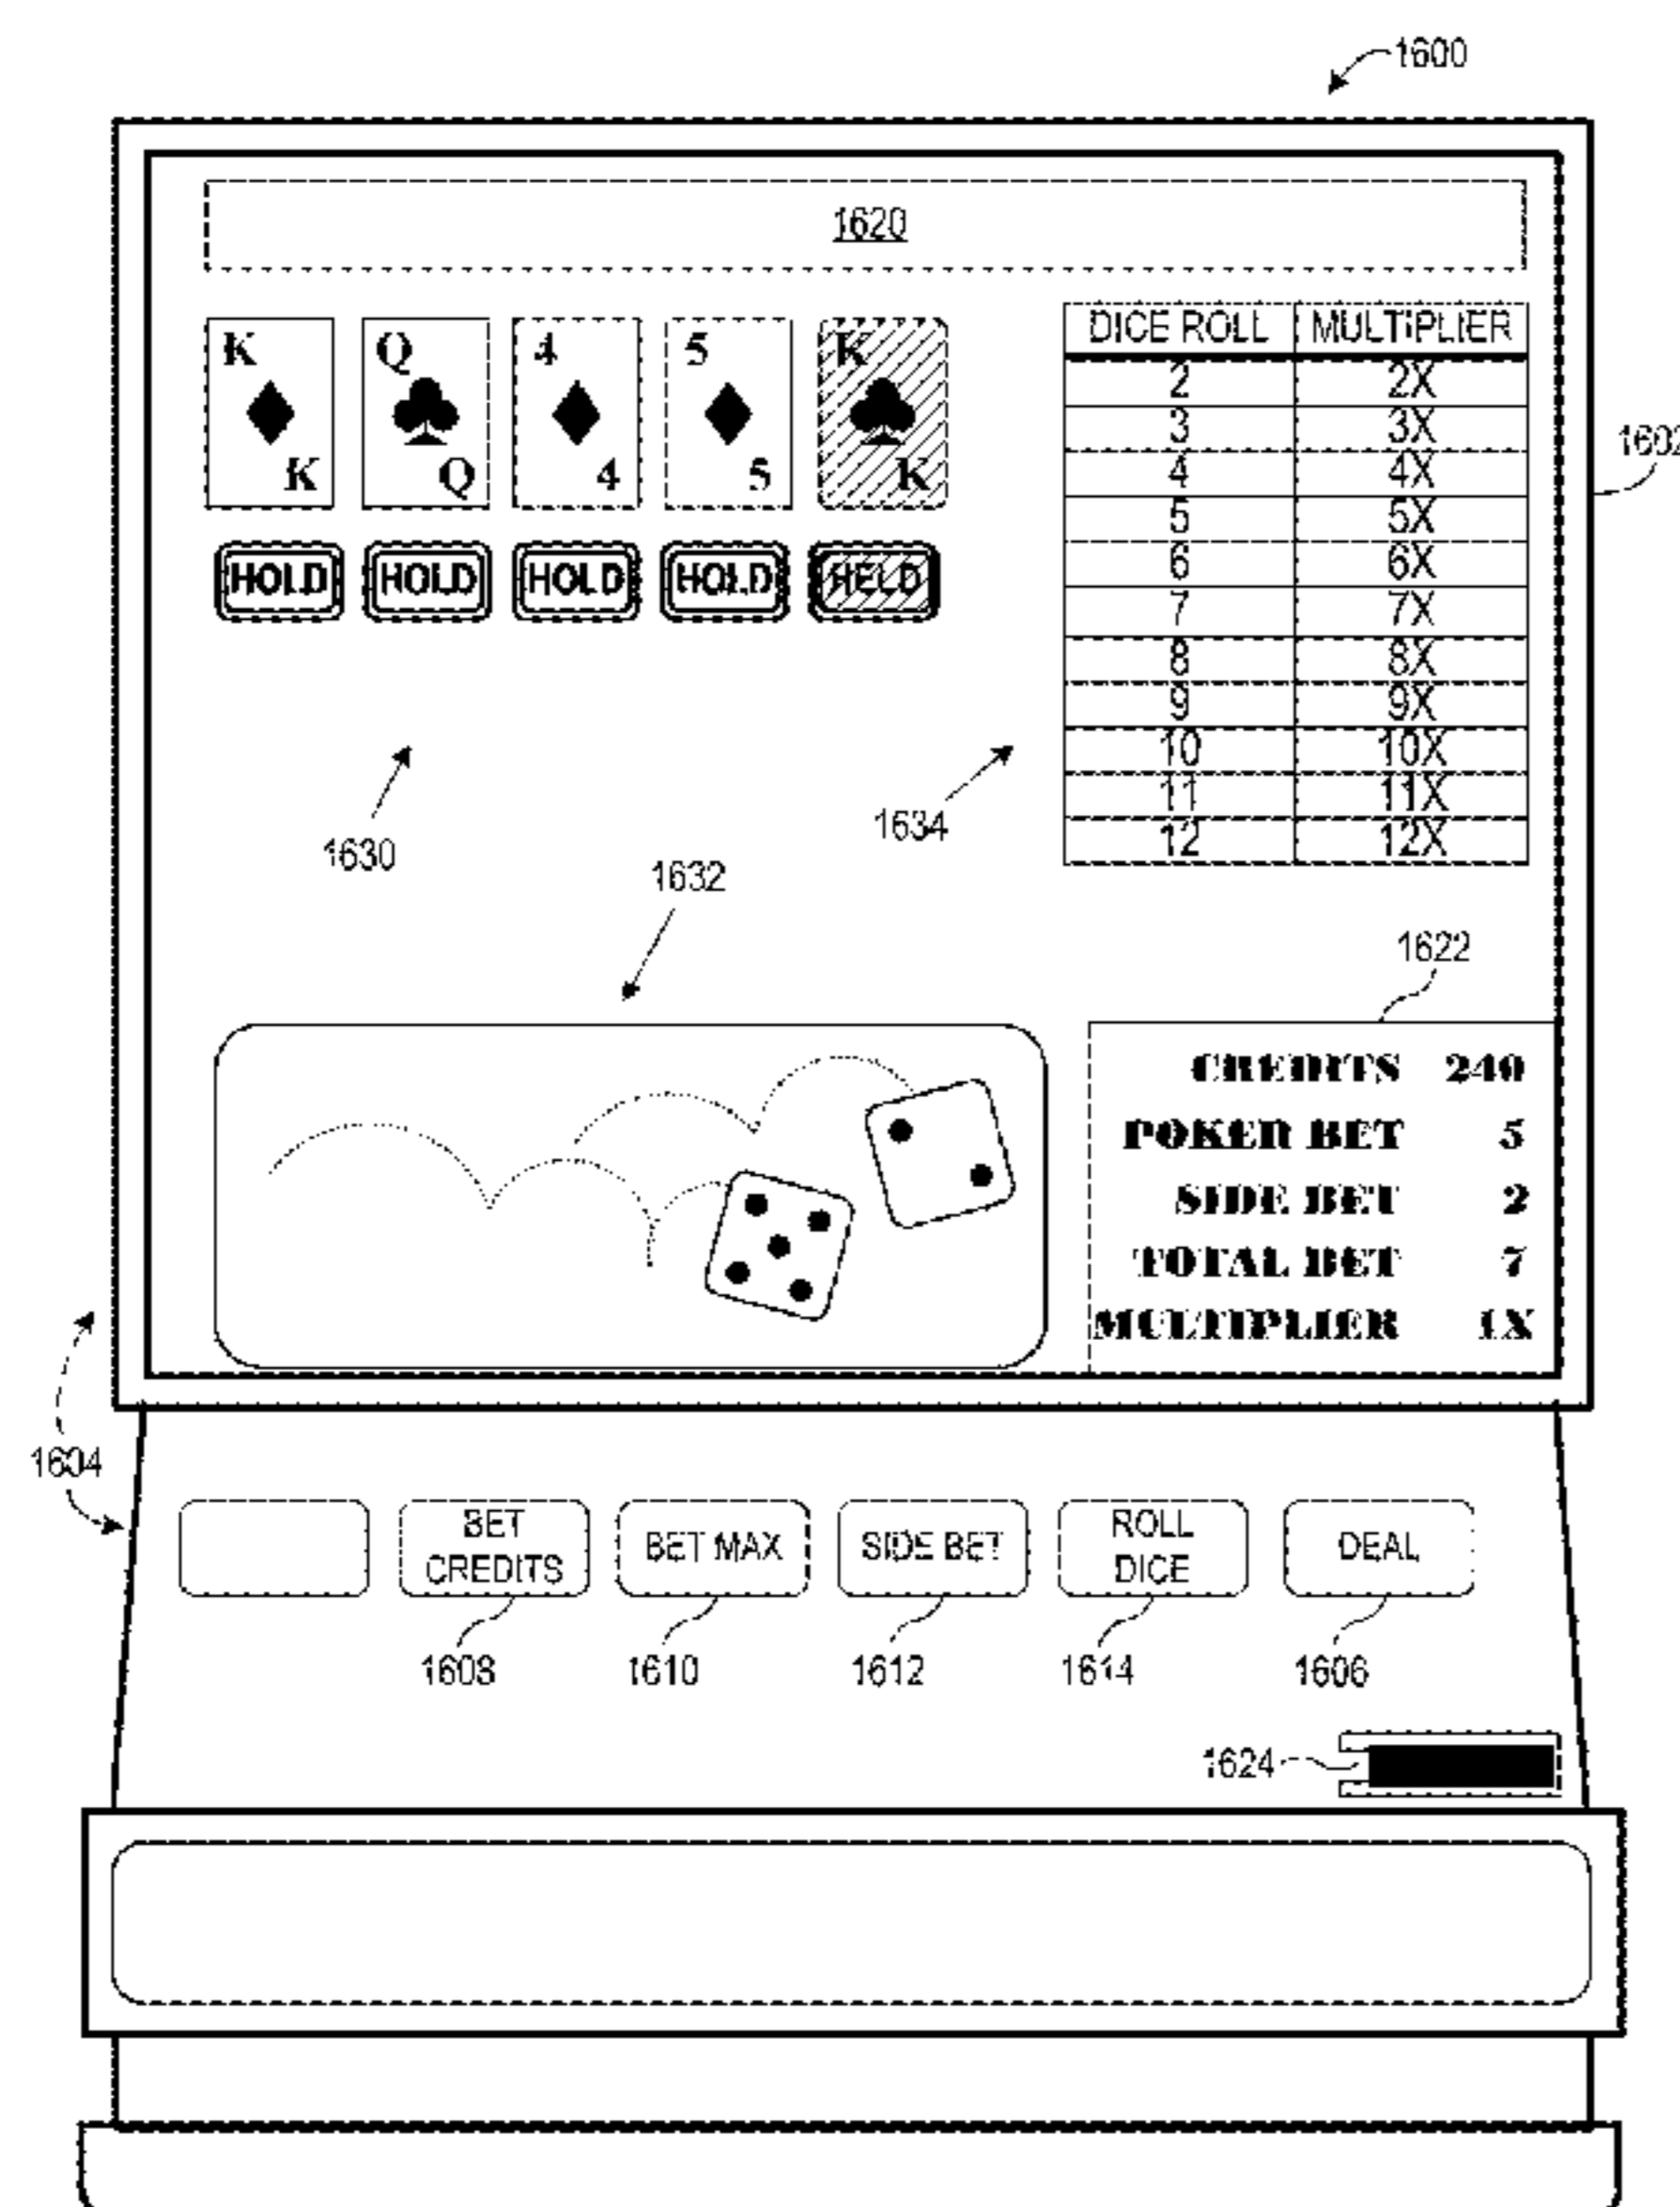 1600
1620
K Q 4 5 K
K Q 4 5 K
HOLD HOLD HOLD HOLD HELD
DICE ROLL MULTIPLIER
2 2X
3 3X
4 4X
5 5X
6 6X
7 7X
8 8X
9 9X
10 10X
11 11X
12 12X
1602
1630
1634
1632
1622
CREDITS 240
POKER BET 5
SIDE BET 2
TOTAL BET 7
MULTIPLIER 1X
1604
BET
CREDITS
BET MAX
SIDE BET
ROLL
DICE
DEAL
1608 1610 1612 1614 1606
1624